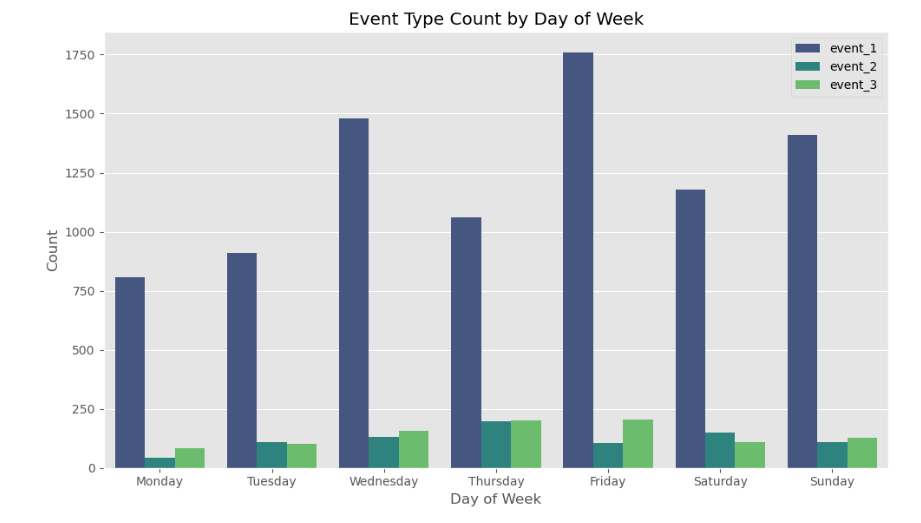 Event Type Count by Day of Week
event_1
event_2
event_3
Count
1750
1500
1250
1000
750
500
250
0
Monday Tuesday Wednesday Thursday Friday Saturday Sunday
Day of Week